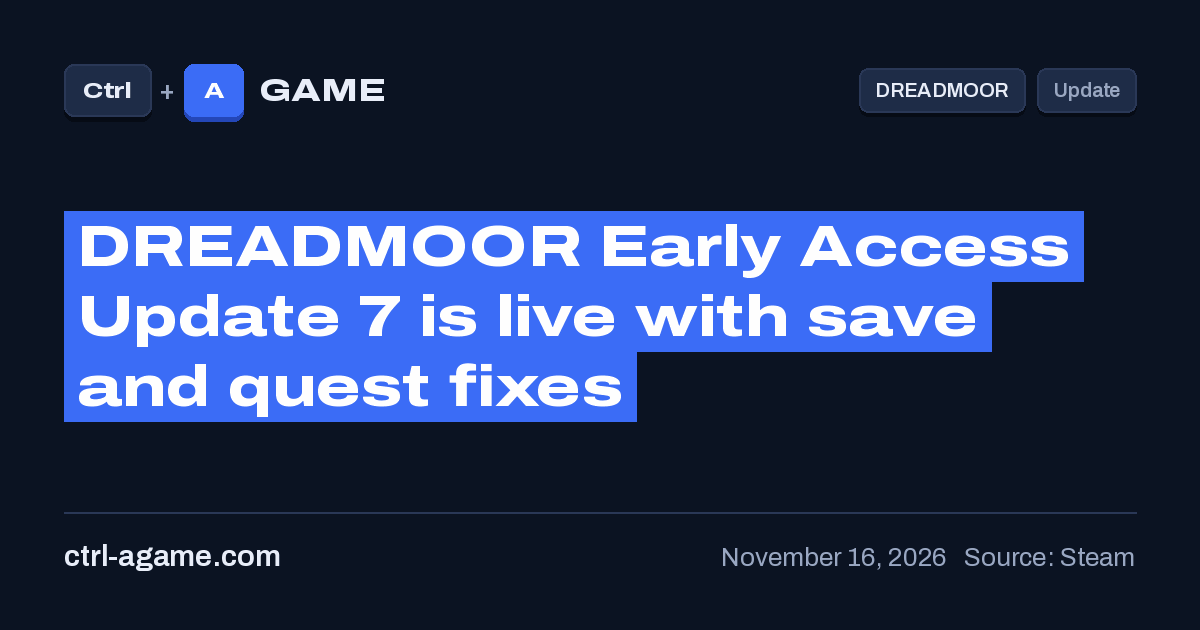 Ctrl + A GAME
DREADMOOR Update
DREADMOOR Early Access
Update 7 is live with save
and quest fixes
ctrl-agame.com
November 16, 2026 Source: Steam